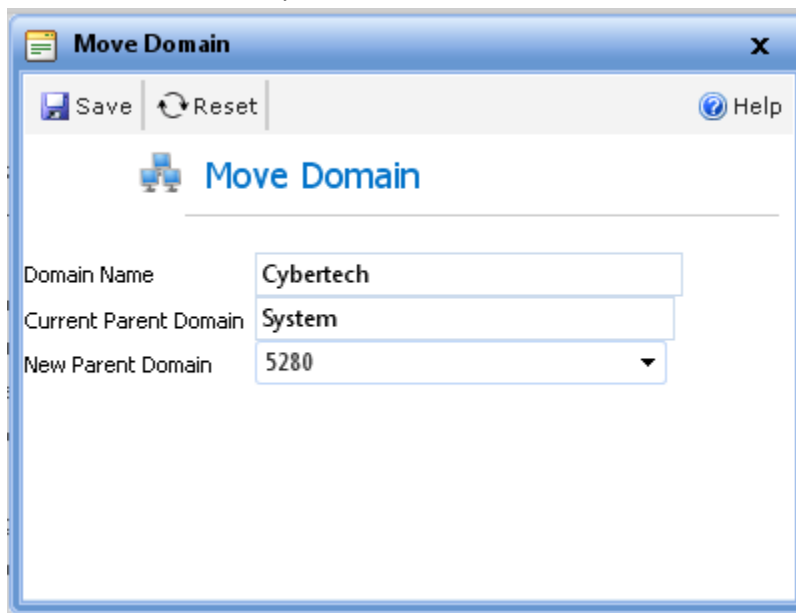 Move Domain x
Save Reset Help
Move Domain
Domain Name Cybertech
Current Parent Domain System
New Parent Domain 5280